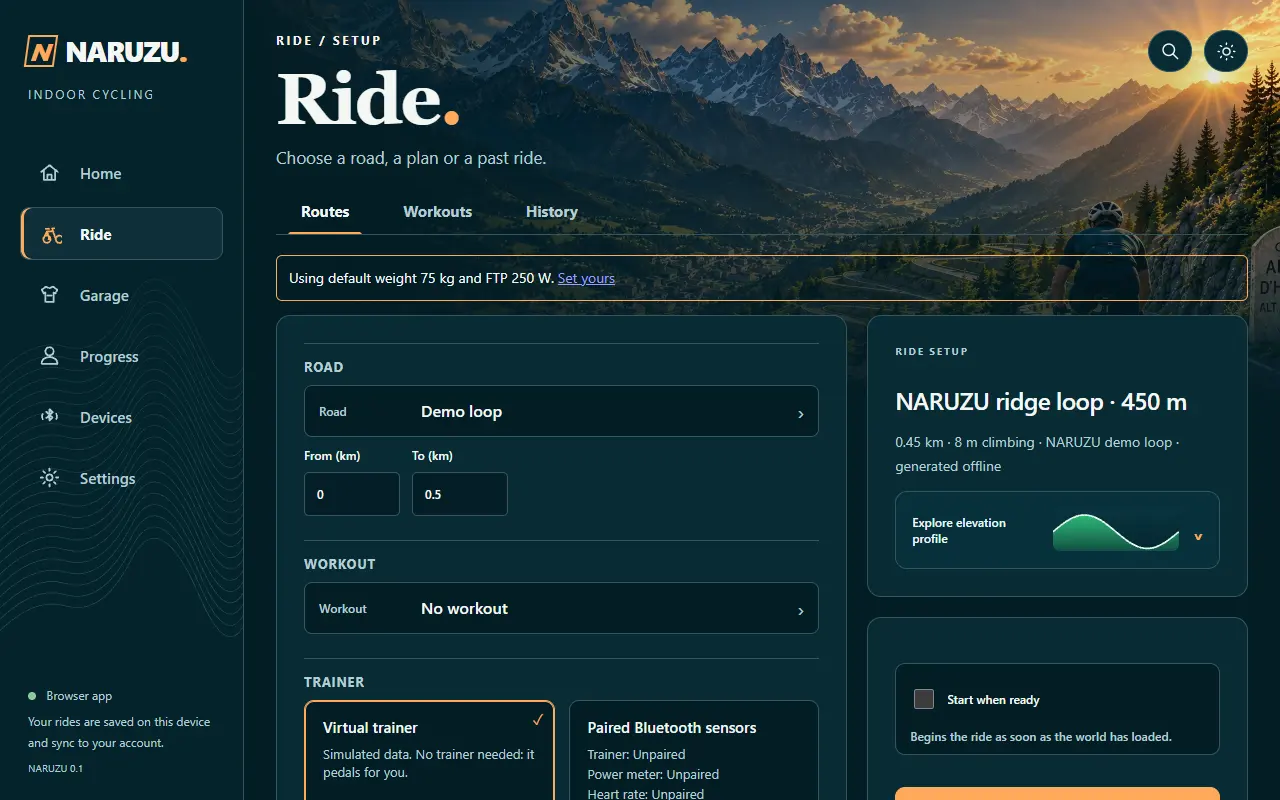 NARUZU.
INDOOR CYCLING
Home
Ride
Garage
Progress
Devices
Settings
Browser app
Your rides are saved on this device
and sync to your account.
NARUZU 0.1
RIDE / SETUP
Ride.
Choose a road, a plan or a past ride.
Routes
Workouts
History
Using default weight 75 kg and FTP 250 W. Set yours
ROAD
Road
Demo loop
From (km)
To (km)
0
0.5
WORKOUT
Workout
No workout
TRAINER
Virtual trainer
Simulated data. No trainer needed: it
pedals for you.
Paired Bluetooth sensors
Trainer: Unpaired
Power meter: Unpaired
Heart rate: Unpaired
RIDE SETUP
NARUZU ridge loop · 450 m
0.45 km · 8 m climbing · NARUZU demo loop ·
generated offline
Explore elevation
profile
Start when ready
Begins the ride as soon as the world has loaded.